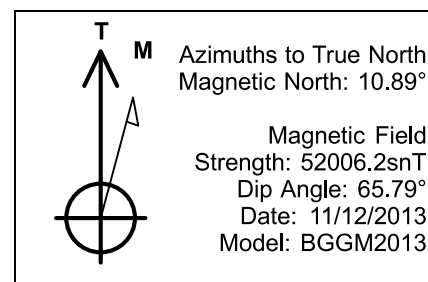 T
M
Azimuths to True North
Magnetic North: 10.89°
Magnetic Field
Strength: 52006.2snT
Dip Angle: 65.79°
Date: 11/12/2013
Model: BGGM2013